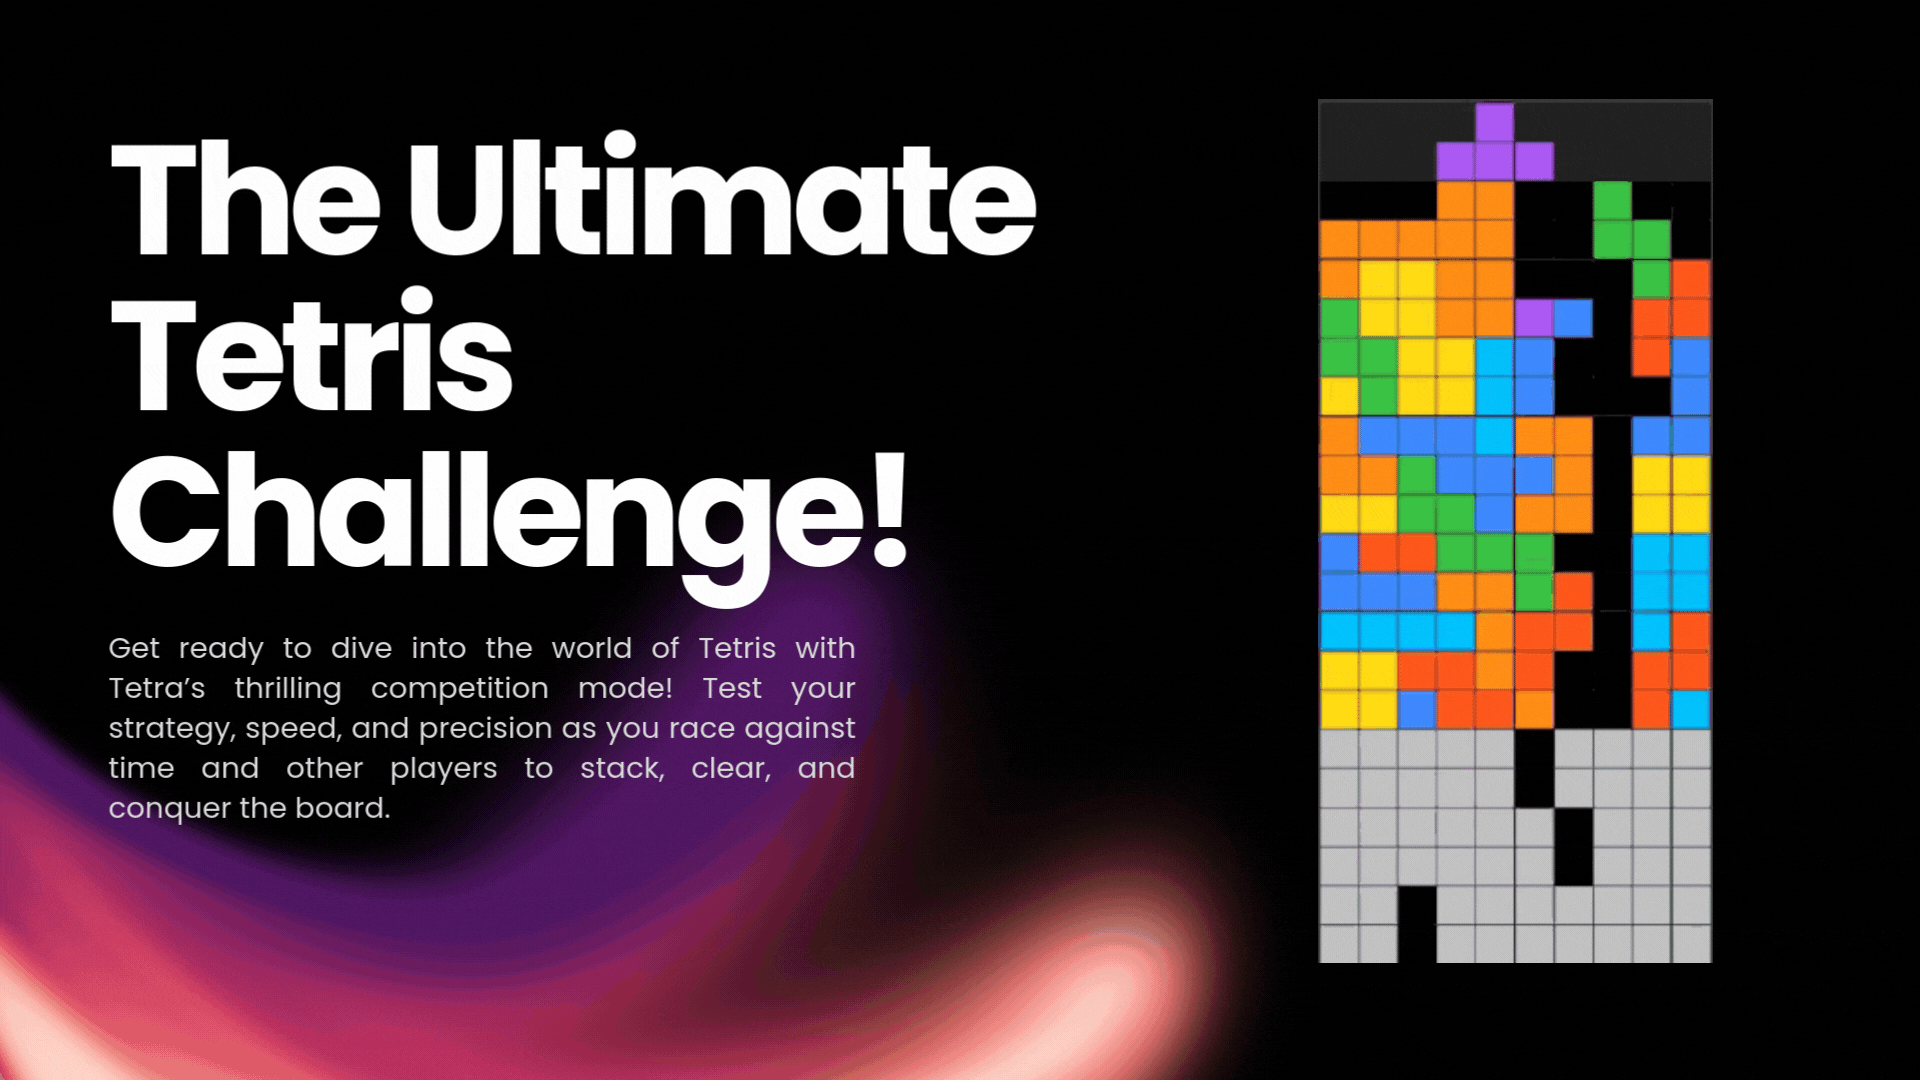 The Ultimate
Tetris
Challenge!
Get ready to dive into the world of Tetris with
Tetra’s thrilling competition mode! Test your
strategy, speed, and precision as you race against
time and other players to stack, clear, and
conquer the board.